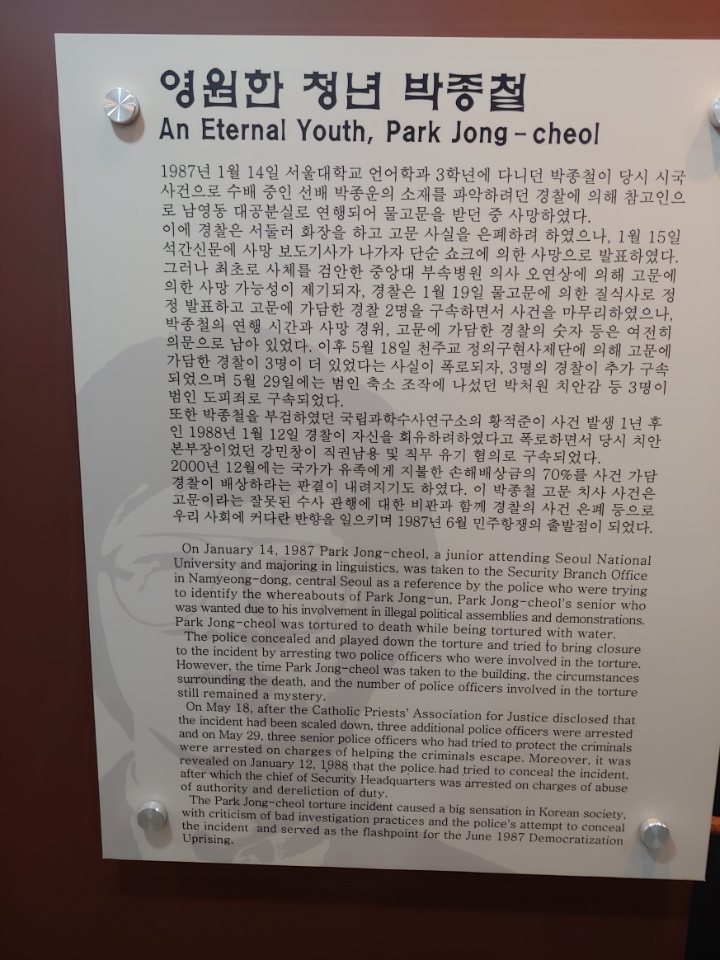 영원한 청년 박종철
An Eternal Youth, Park Jong-cheol
1987년 1월 14일 서울대학교 언어학과 3학년에 다니던 박종철이 당시 시국
사건으로 수배 중인 선배 박종운의 소재를 파악하려던 경찰에 의해 참고인으
로 남영동 대공분실로 연행되어 물고문을 받던 중 사망하였다.
이에 경찰은 서둘러 화장을 하고 고문 사실을 은폐하려 하였으나, 1월 15일
석간신문에 사망 보도기사가 나가자 단순 쇼크에 의한 사망으로 발표하였다.
그러나 최초로 사체를 검안한 중앙대 부속병원 의사 오연상에 의해 고문에
의한 사망 가능성이 제기되자, 경찰은 1월 19일 물고문에 의한 질식사로 정
정 발표하고 고문에 가담한 경찰 2명을 구속하면서 사건을 마무리하였으나,
박종철의 연행 시간과 사망 경위, 고문에 가담한 경찰의 숫자 등은 여전히
의문으로 남아 있었다. 이후 5월 18일 천주교 정의구현사제단에 의해 고문에
가담한 경찰이 3명이 더 있었다는 사실이 폭로되자, 3명의 경찰이 추가 구속
되었으며 5월 29일에는 범인 축소 조작에 나섰던 박처원 치안감 등 3명이
범인 도피죄로 구속되었다.
또한 박종철을 부검하였던 국립과학수사연구소의 황적준이 사건 발생 1년 후
인 1988년 1월 12일 경찰이 자신을 회유하려하였다고 폭로하면서 당시 치안
본부장이었던 강민창이 직권남용 및 직무 유기 혐의로 구속되었다.
2000년 12월에는 국가가 유족에게 지불한 손해배상금의 70%를 사건 가담
경찰이 배상하라는 판결이 내려지기도 하였다. 이 박종철 고문 치사 사건은
고문이라는 잘못된 수사 관행에 대한 비판과 함께 경찰의 사건 은폐 등으로
우리 사회에 커다란 반향을 일으키며 1987년 6월 민주항쟁의 출발점이 되었다.
On January 14, 1987 Park Jong-cheol, a junior attending Seoul National
University and majoring in linguistics, was taken to the Security Branch Office
in Namyeong-dong, central Seoul as a reference by the police who were trying
to identify the whereabouts of Park Jong-un, Park Jong-cheol's senior who
was wanted due to his involvement in illegal political assemblies and demonstrations.
Park Jong-cheol was tortured to death while being tortured with water.
The police concealed and played down the torture and tried to bring closure
to the incident by arresting two police officers who were involved in the torture.
However, the time Park Jong-cheol was taken to the building, the circumstances
surrounding the death, and the number of police officers involved in the torture
still remained a mystery.
On May 18, after the Catholic Priests' Association for Justice disclosed that
the incident had been scaled down, three additional police officers were arrested
and on May 29, three senior police officers who had tried to protect the criminals
were arrested on charges of helping the criminals escape. Moreover, it was
revealed on January 12, 1988 that the police had tried to conceal the incident,
after which the chief of Security Headquarters was arrested on charges of abuse
of authority and dereliction of duty.
The Park Jong-cheol torture incident caused a big sensation in Korean society,
with criticism of bad investigation practices and the police's attempt to conceal
the incident and served as the flashpoint for the June 1987 Democratization
Uprising.